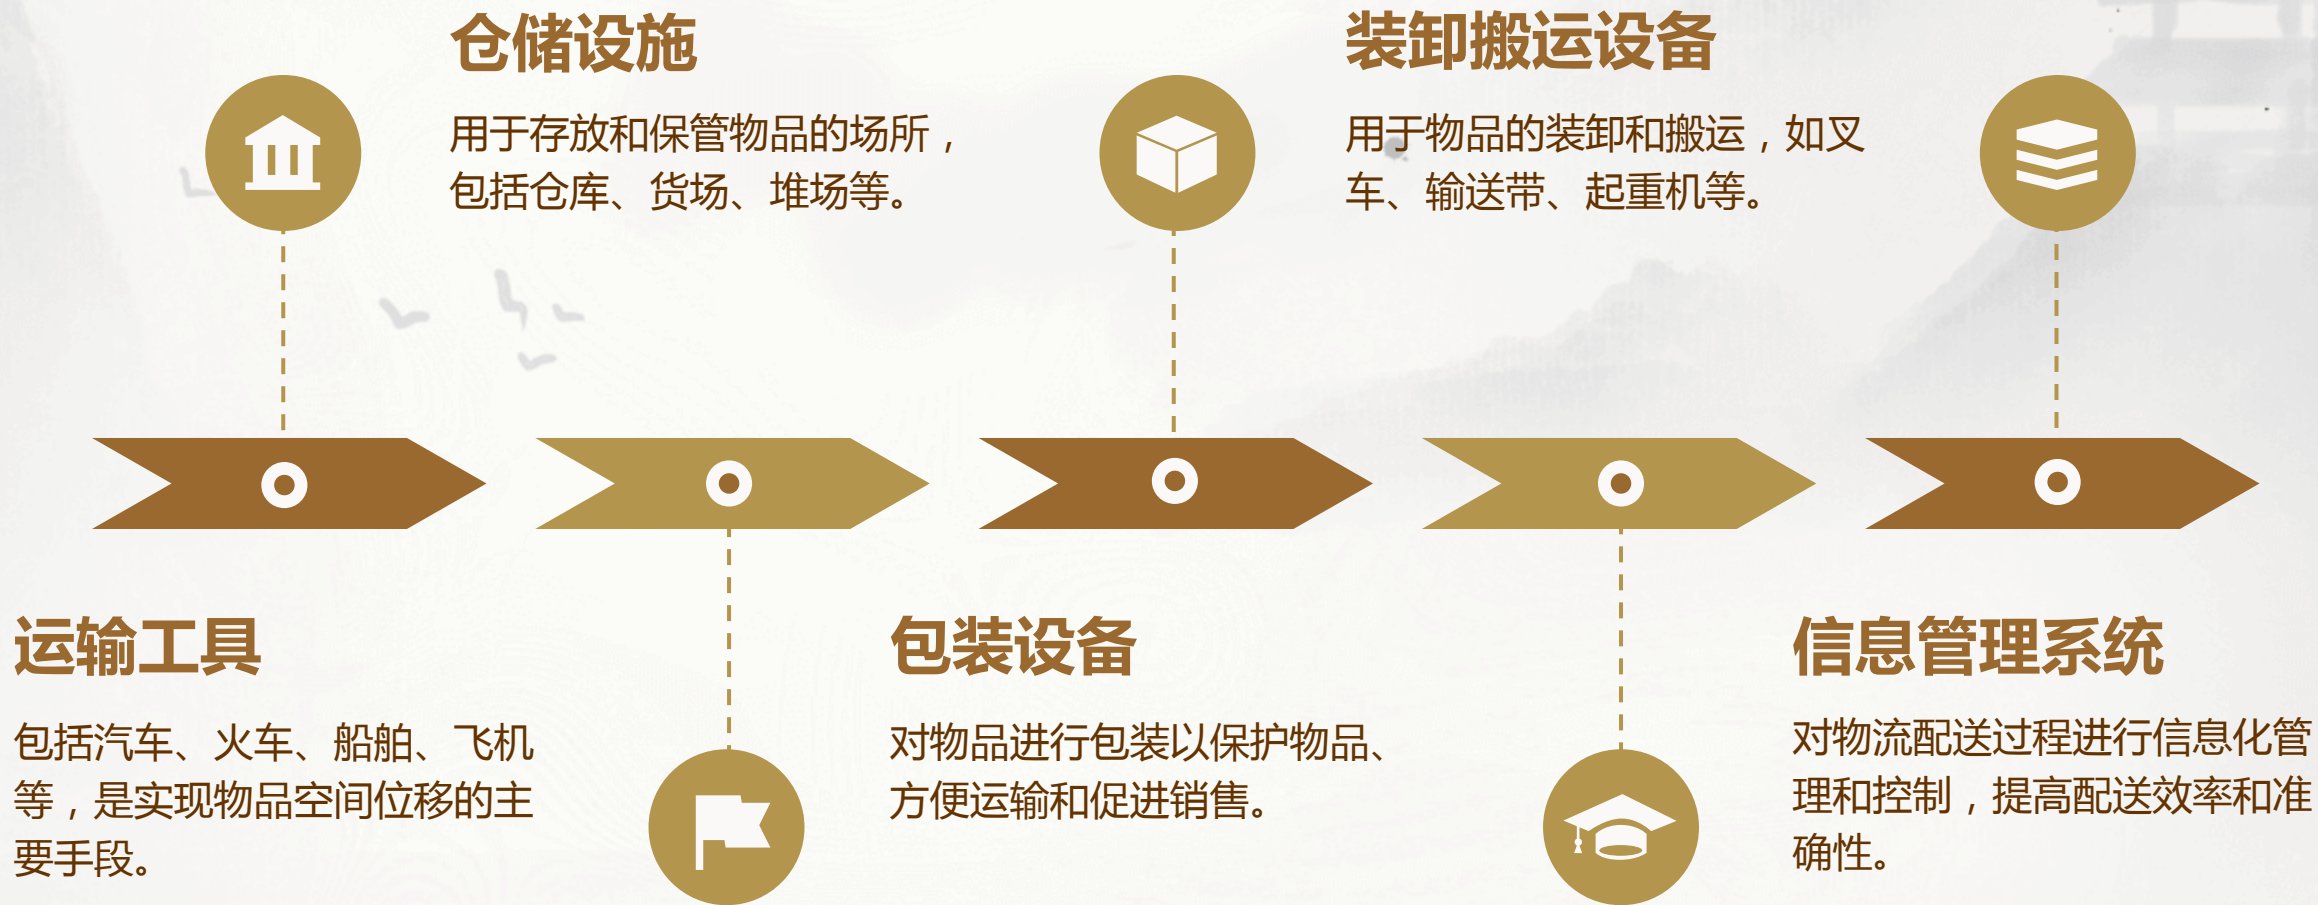 仓储设施
用于存放和保管物品的场所，
包括仓库、货场、堆场等。
装卸搬运设备
用于物品的装卸和搬运，如叉
车、输送带、起重机等。
运输工具
包括汽车、火车、船舶、飞机
等，是实现物品空间位移的主
要手段。
包装设备
对物品进行包装以保护物品、
方便运输和促进销售。
信息管理系统
对物流配送过程进行信息化管
理和控制，提高配送效率和准
确性。